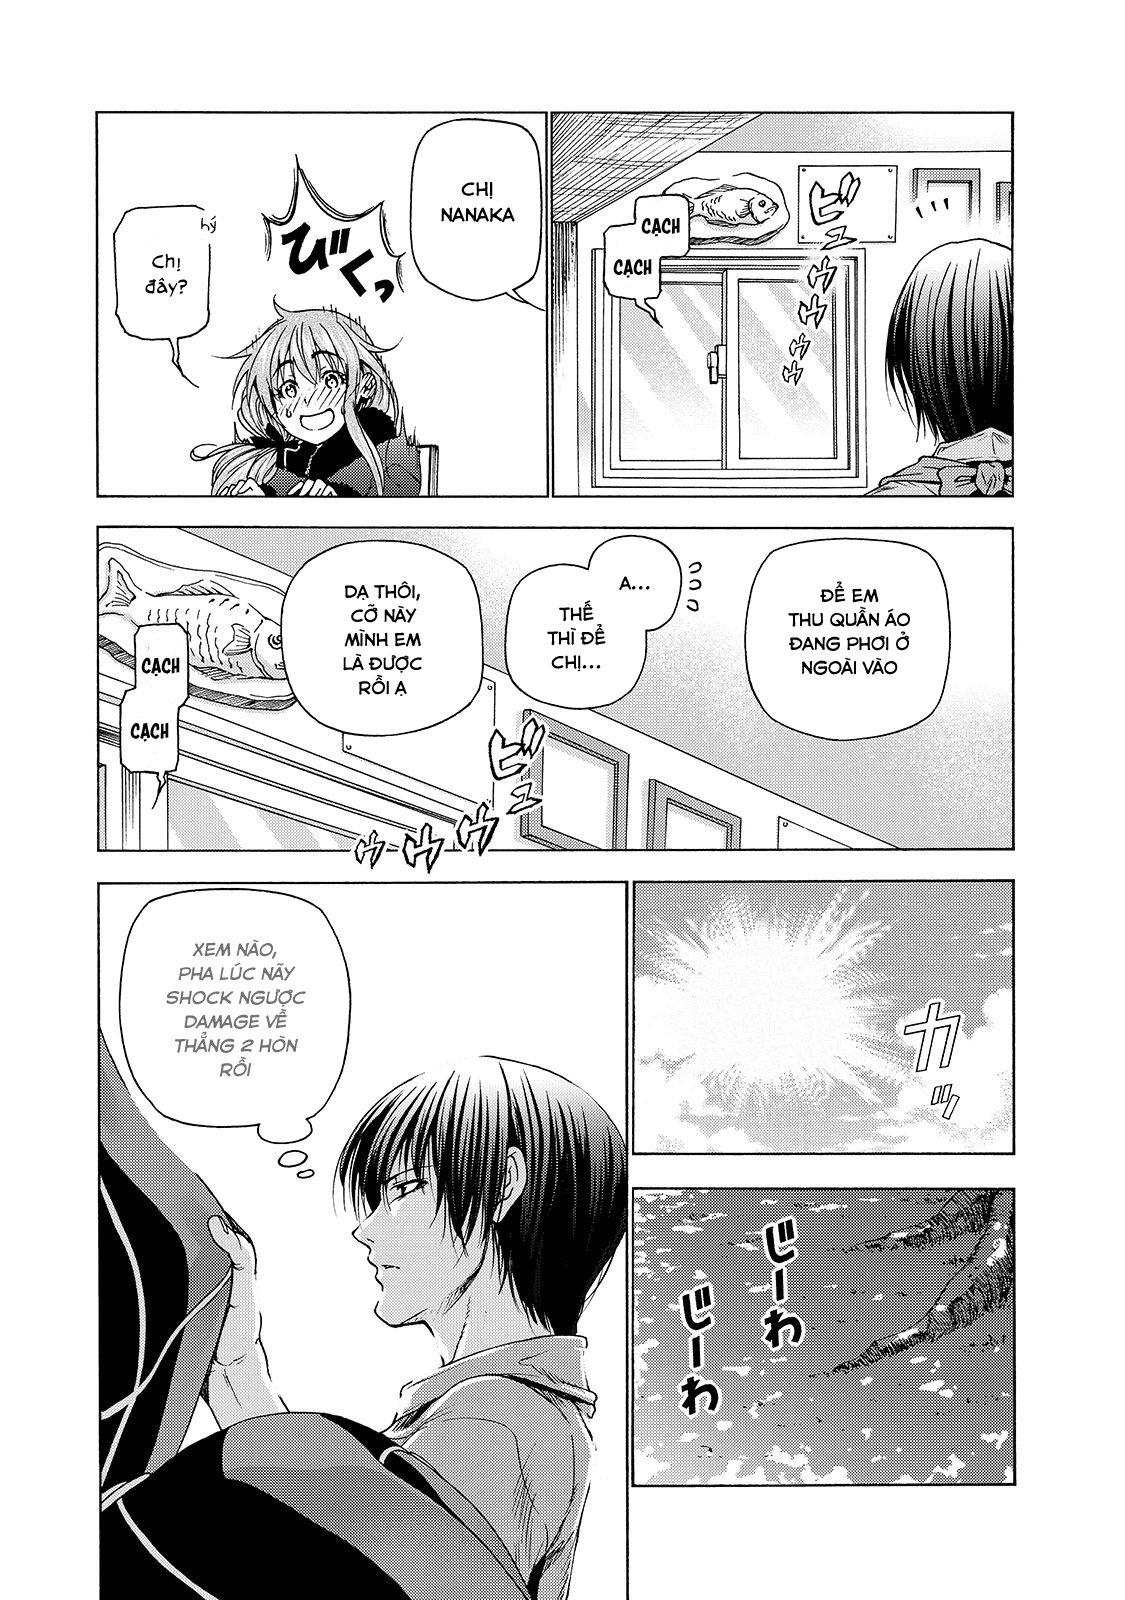 ビュゥゥゥゥ
CẠCH
CẠCH
CHỊ
NANAKA
びくっ
hý
Chị
đây?
ĐỂ EM
THU QUẦN ÁO
ĐANG PHƠI Ở
NGOÀI VÀO
A...
THẾ
THÌ ĐỂ
CHỊ...
DẠ THÔI,
CỠ NÀY
MÌNH EM
LÀ ĐƯỢC
RỒI Ạ
ビュゥゥゥ
CẠCH
CẠCH
カッ
じーわ
じーわ
XEM NÀO,
PHA LÚC NÃY
SHOCK NGƯỢC
DAMAGE VỀ
THẲNG 2 HÒN
RỒI